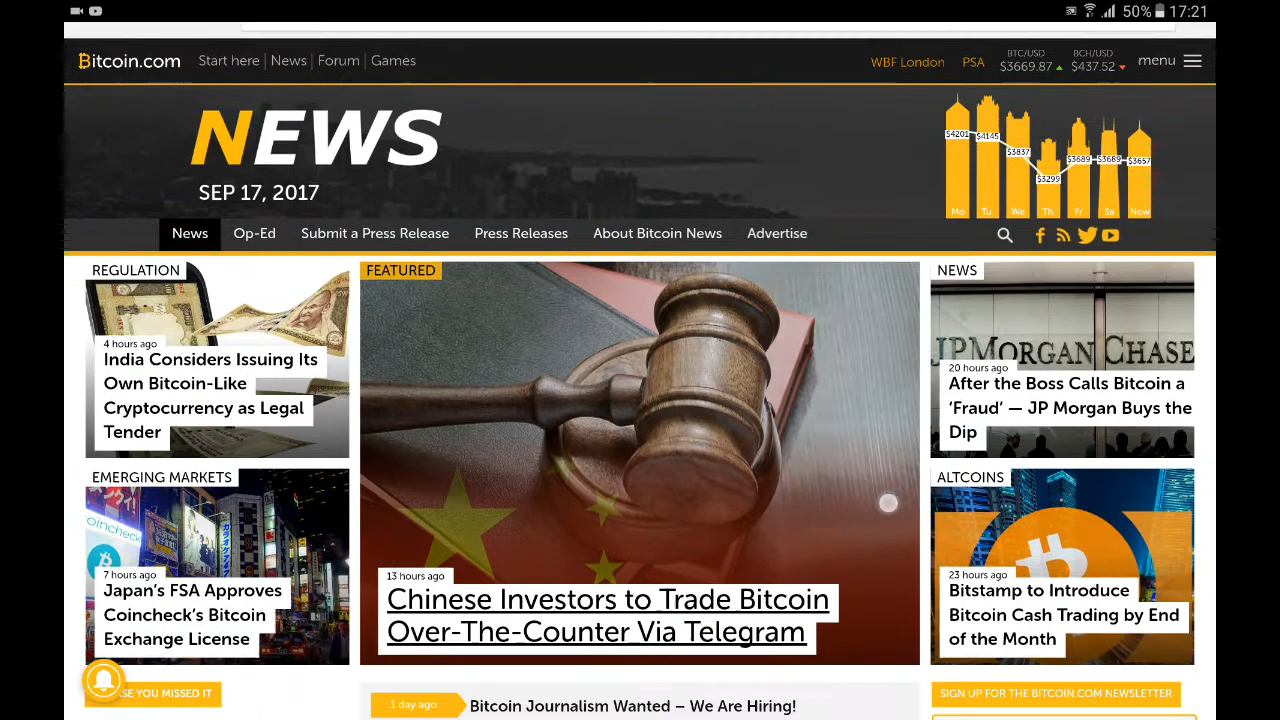 50% 17:21
Bitcoin.com Start here News Forum Games
WBF London PSA
BTC/USD
$3669.87
BCH/USD
$437.52
menu
NEWS
SEP 17, 2017
$4201 $4145 $3837 $3299 $3689 $3689 $3657
Mo Tu We Th Fr Sa Now
News Op-Ed Submit a Press Release Press Releases About Bitcoin News Advertise
REGULATION
4 hours ago
India Considers Issuing Its
Own Bitcoin-Like
Cryptocurrency as Legal
Tender
EMERGING MARKETS
coincheck
7 hours ago
Japan's FSA Approves
Coincheck's Bitcoin
Exchange License
FEATURED
13 hours ago
Chinese Investors to Trade Bitcoin
Over-The-Counter Via Telegram
NEWS
JPMORGAN CHASE
20 hours ago
After the Boss Calls Bitcoin a
‘Fraud’ — JP Morgan Buys the
Dip
ALTCOINS
23 hours ago
Bitstamp to Introduce
Bitcoin Cash Trading by End
of the Month
SE YOU MISSED IT
1 day ago
Bitcoin Journalism Wanted – We Are Hiring!
SIGN UP FOR THE BITCOIN.COM NEWSLETTER